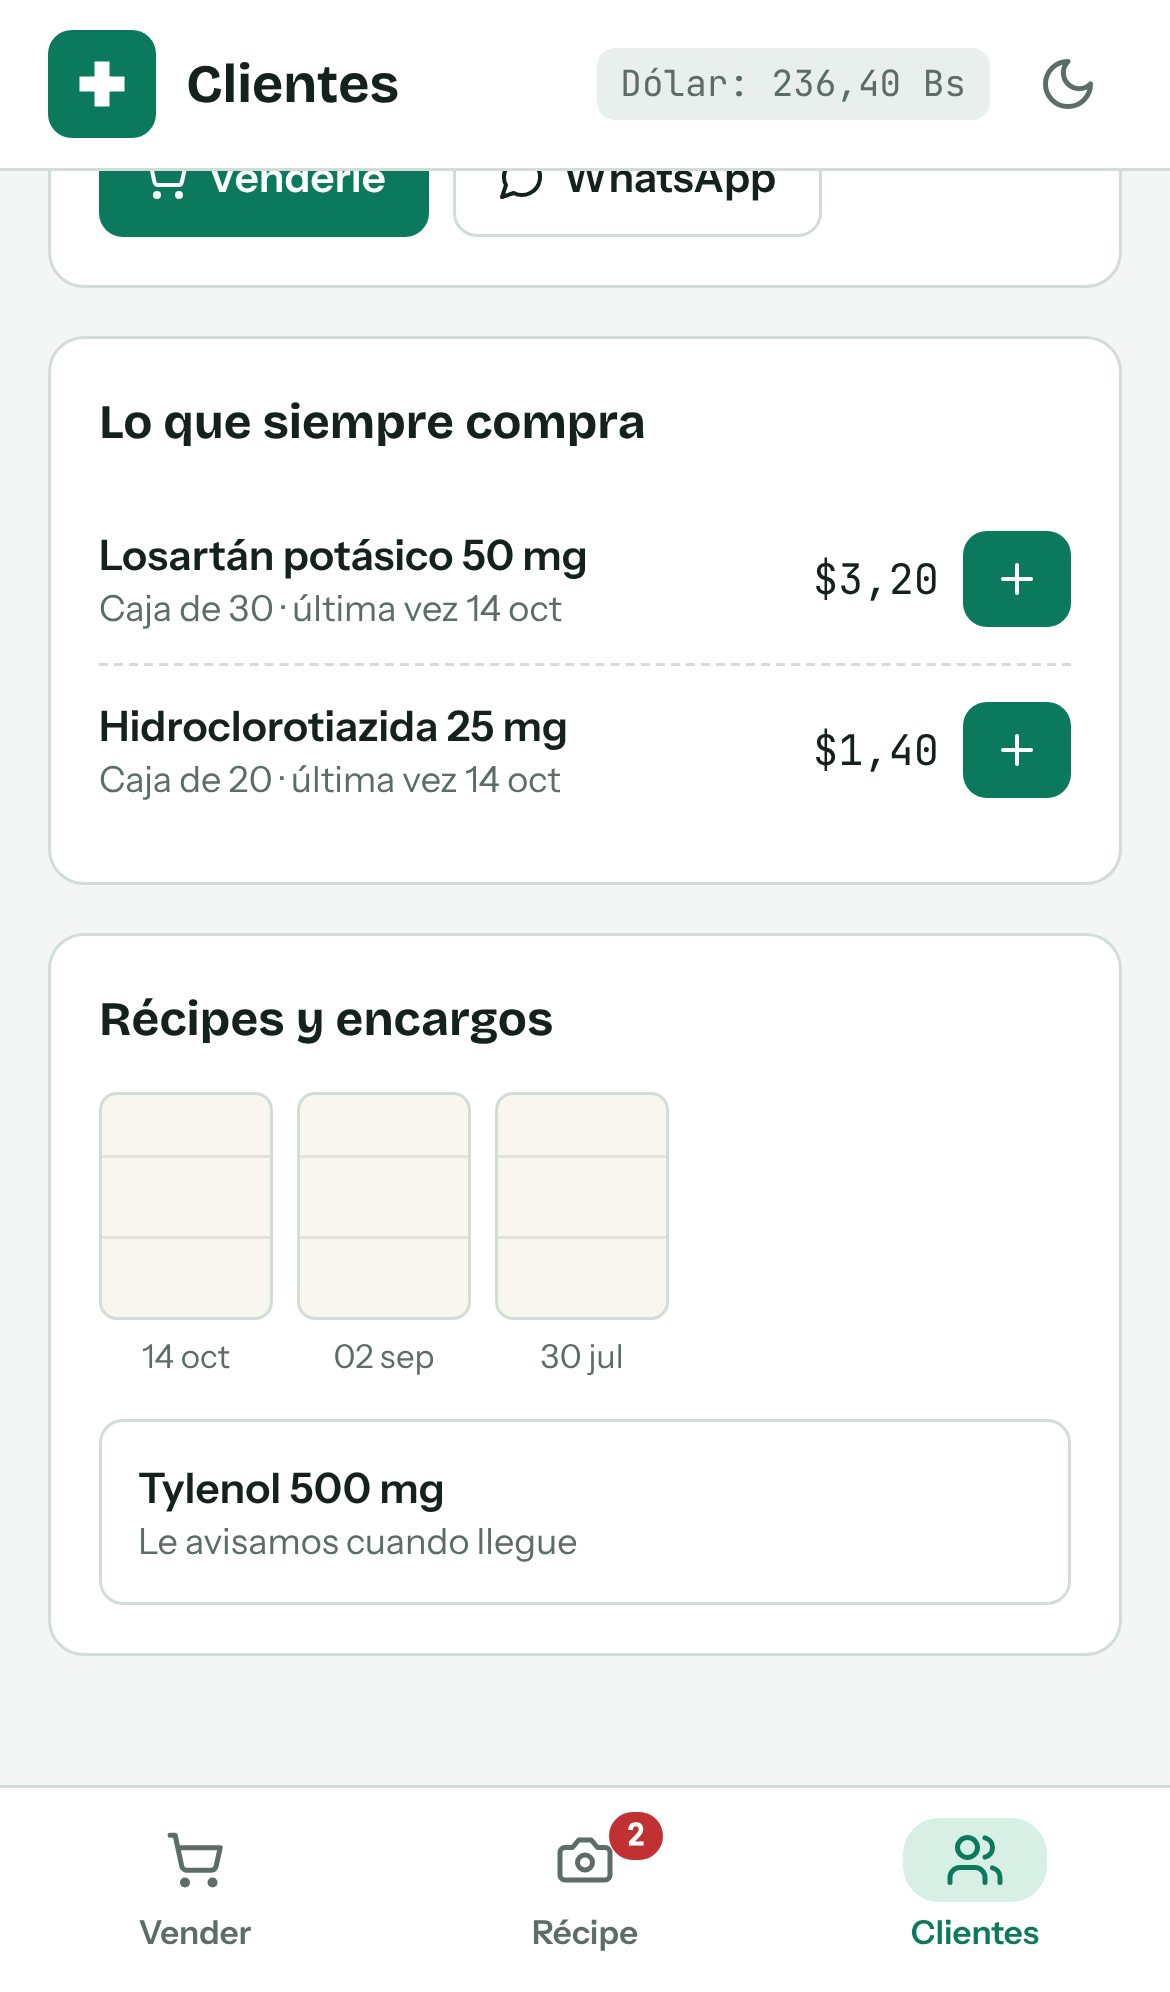 Clientes
Dólar: 236,40 Bs
Venderle
WhatsApp
Lo que siempre compra
Losartán potásico 50 mg
Caja de 30 · última vez 14 oct
$3,20
Hidroclorotiazida 25 mg
Caja de 20 · última vez 14 oct
$1,40
Récipes y encargos
14 oct
02 sep
30 jul
Tylenol 500 mg
Le avisamos cuando llegue
2
Vender
Récipe
Clientes